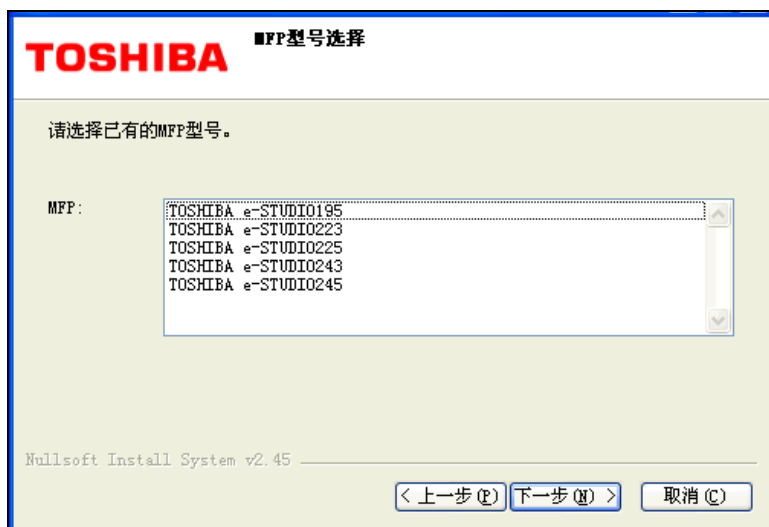 TOSHIBA
MFP型号选择
请选择已有的MFP型号。
MFP:
TOSHIBA e-STUDIO195
TOSHIBA e-STUDIO223
TOSHIBA e-STUDIO225
TOSHIBA e-STUDIO243
TOSHIBA e-STUDIO245
Nullsoft Install System v2.45
< 上一步(P) 下一步(N) > 取消(C)